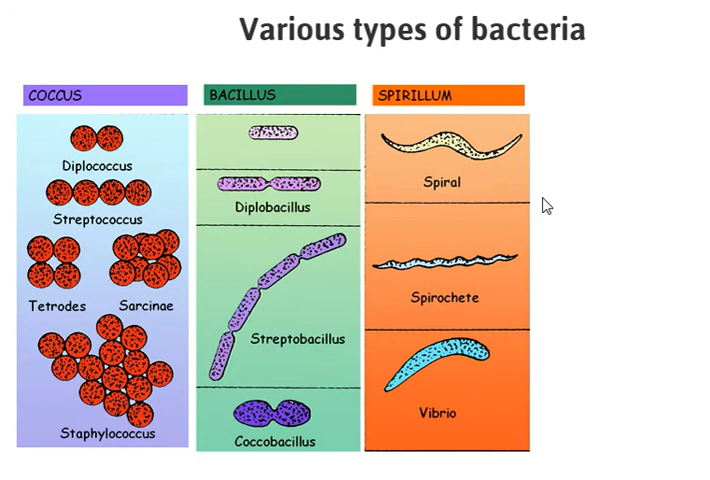 Various types of bacteria
COCCUS
Diplococcus
Streptococcus
Tetrodes Sarcinae
Staphylococcus
BACILLUS
Diplobacillus
Streptobacillus
Coccobacillus
SPIRILLUM
Spiral
Spirochete
Vibrio